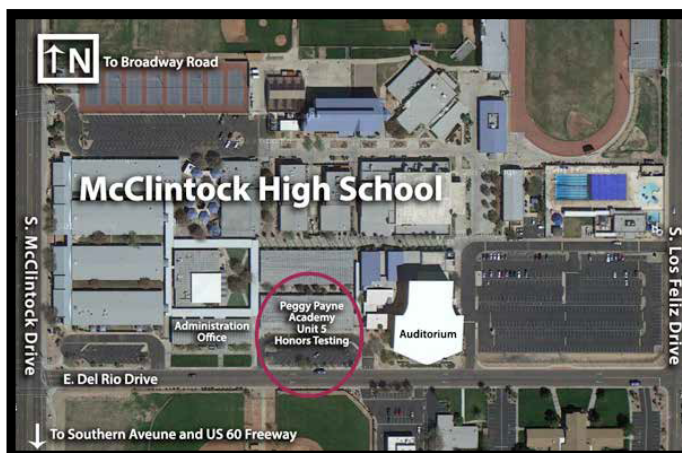 ↑N
To Broadway Road
McClintock High School
S. McClintock Drive
S. Los Feliz Drive
Peggy Payne
Academy
Unit 5
Honors Testing
Administration
Office
Auditorium
E. Del Rio Drive
↓ To Southern Aveune and US 60 Freeway